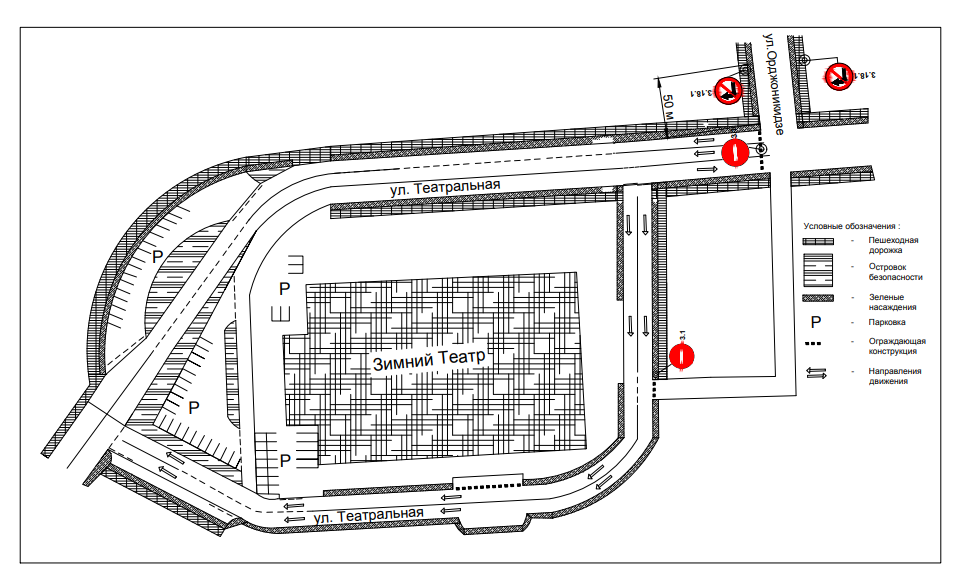 ул.Орджоникидзе
3.18.1
3.18.1
50 м
ул. Театральная
P
P
P
P
Зимний Театр
3.1
ул. Театральная
Условные обозначения :
- Пешеходная
дорожка
- Островок
безопасности
- Зеленые
насаждения
P - Парковка
- Ограждающая
конструкция
- Направления
движения